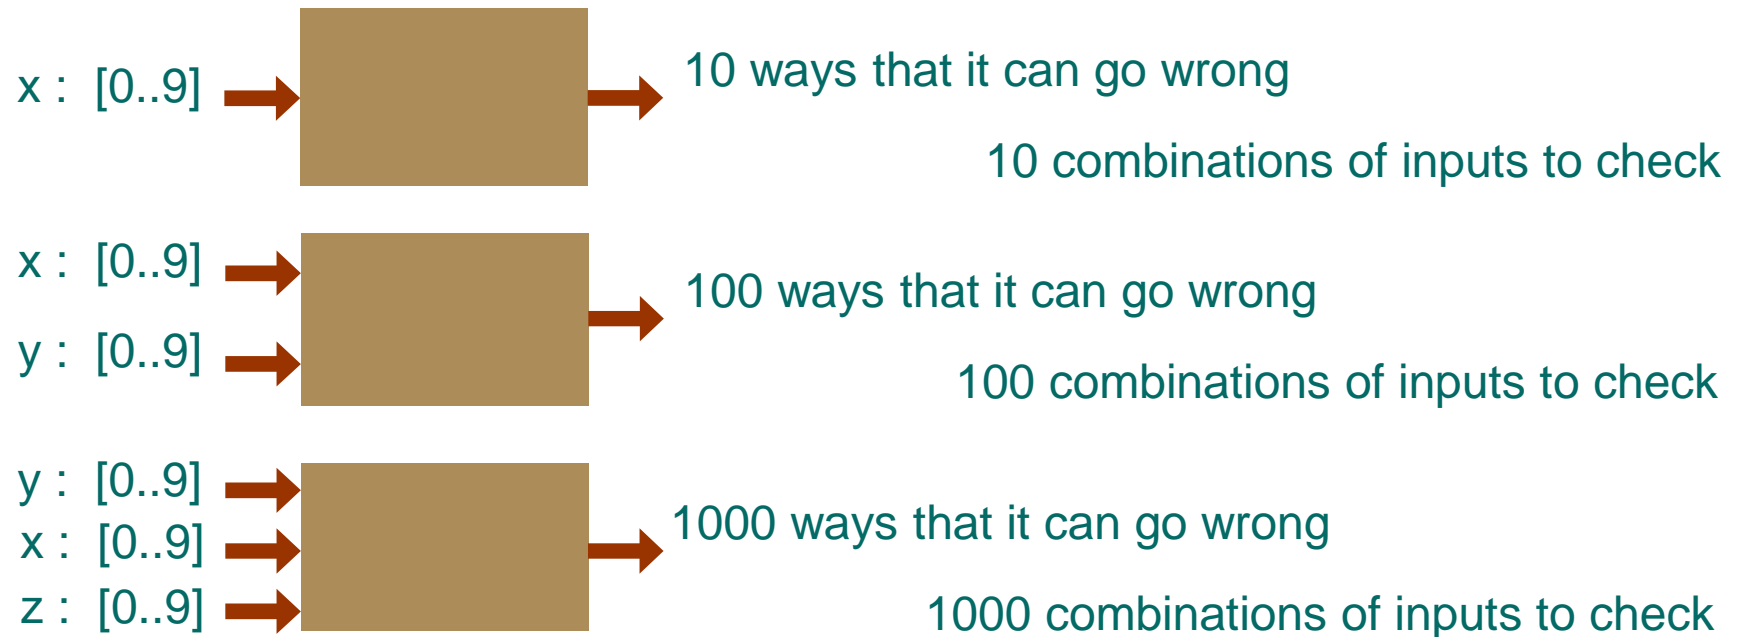 x :  [0..9]
10 ways that it can go wrong
10 combinations of inputs to check
x :  [0..9]
y :  [0..9]
100 ways that it can go wrong
100 combinations of inputs to check
y :  [0..9]
x :  [0..9]
z :  [0..9]
1000 ways that it can go wrong
1000 combinations of inputs to check